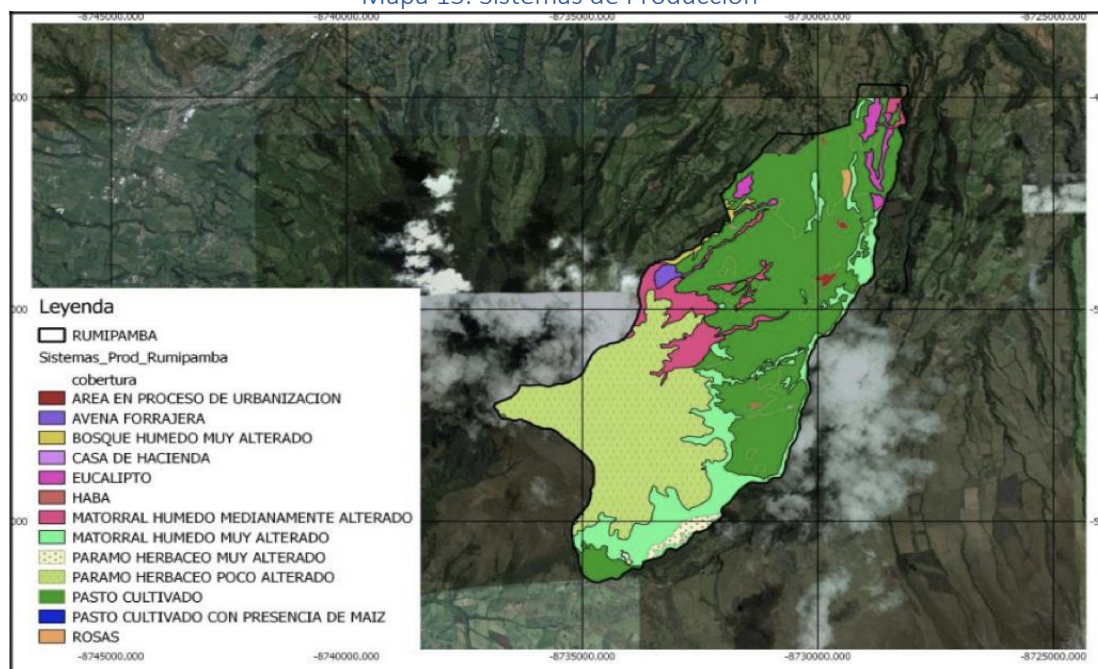 Mapa 13. Sistemas de Producción
-8745000.000 -8740000.000 -8735000.000 -8730000.000 -8725000.000
000
000
000
Leyenda
RUMIPAMBA
Sistemas_Prod_Rumipamba
cobertura
AREA EN PROCESO DE URBANIZACION
AVENA FORRAJERA
BOSQUE HUMEDO MUY ALTERADO
CASA DE HACIENDA
EUCALIPTO
HABA
MATORRAL HUMEDO MEDIANAMENTE ALTERADO
MATORRAL HUMEDO MUY ALTERADO
PARAMO HERBACEO MUY ALTERADO
PARAMO HERBACEO POCO ALTERADO
PASTO CULTIVADO
PASTO CULTIVADO CON PRESENCIA DE MAIZ
ROSAS
-8745000.000 -8740000.000 -8735000.000 -8730000.000 -8725000.000